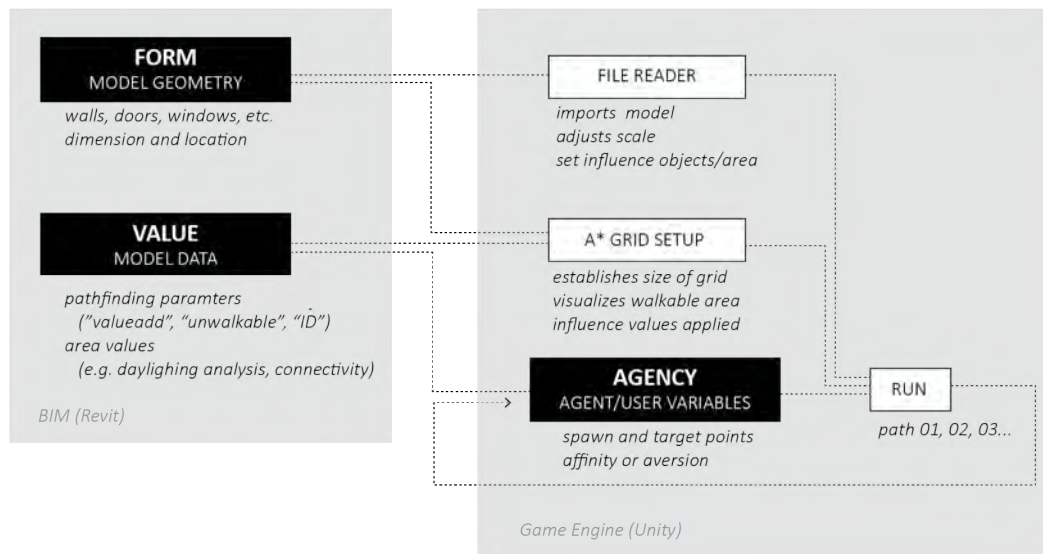 FORM
MODEL GEOMETRY
walls, doors, windows, etc.
dimension and location
VALUE
MODEL DATA
pathfinding paramters
("valueadd", "unwalkable", "ID")
area values
(e.g. daylighing analysis, connectivity)
BIM (Revit)
FILE READER
imports model
adjusts scale
set influence objects/area
A* GRID SETUP
establishes size of grid
visualizes walkable area
influence values applied
AGENCY
AGENT/USER VARIABLES
spawn and target points
affinity or aversion
RUN
path 01, 02, 03...
Game Engine (Unity)